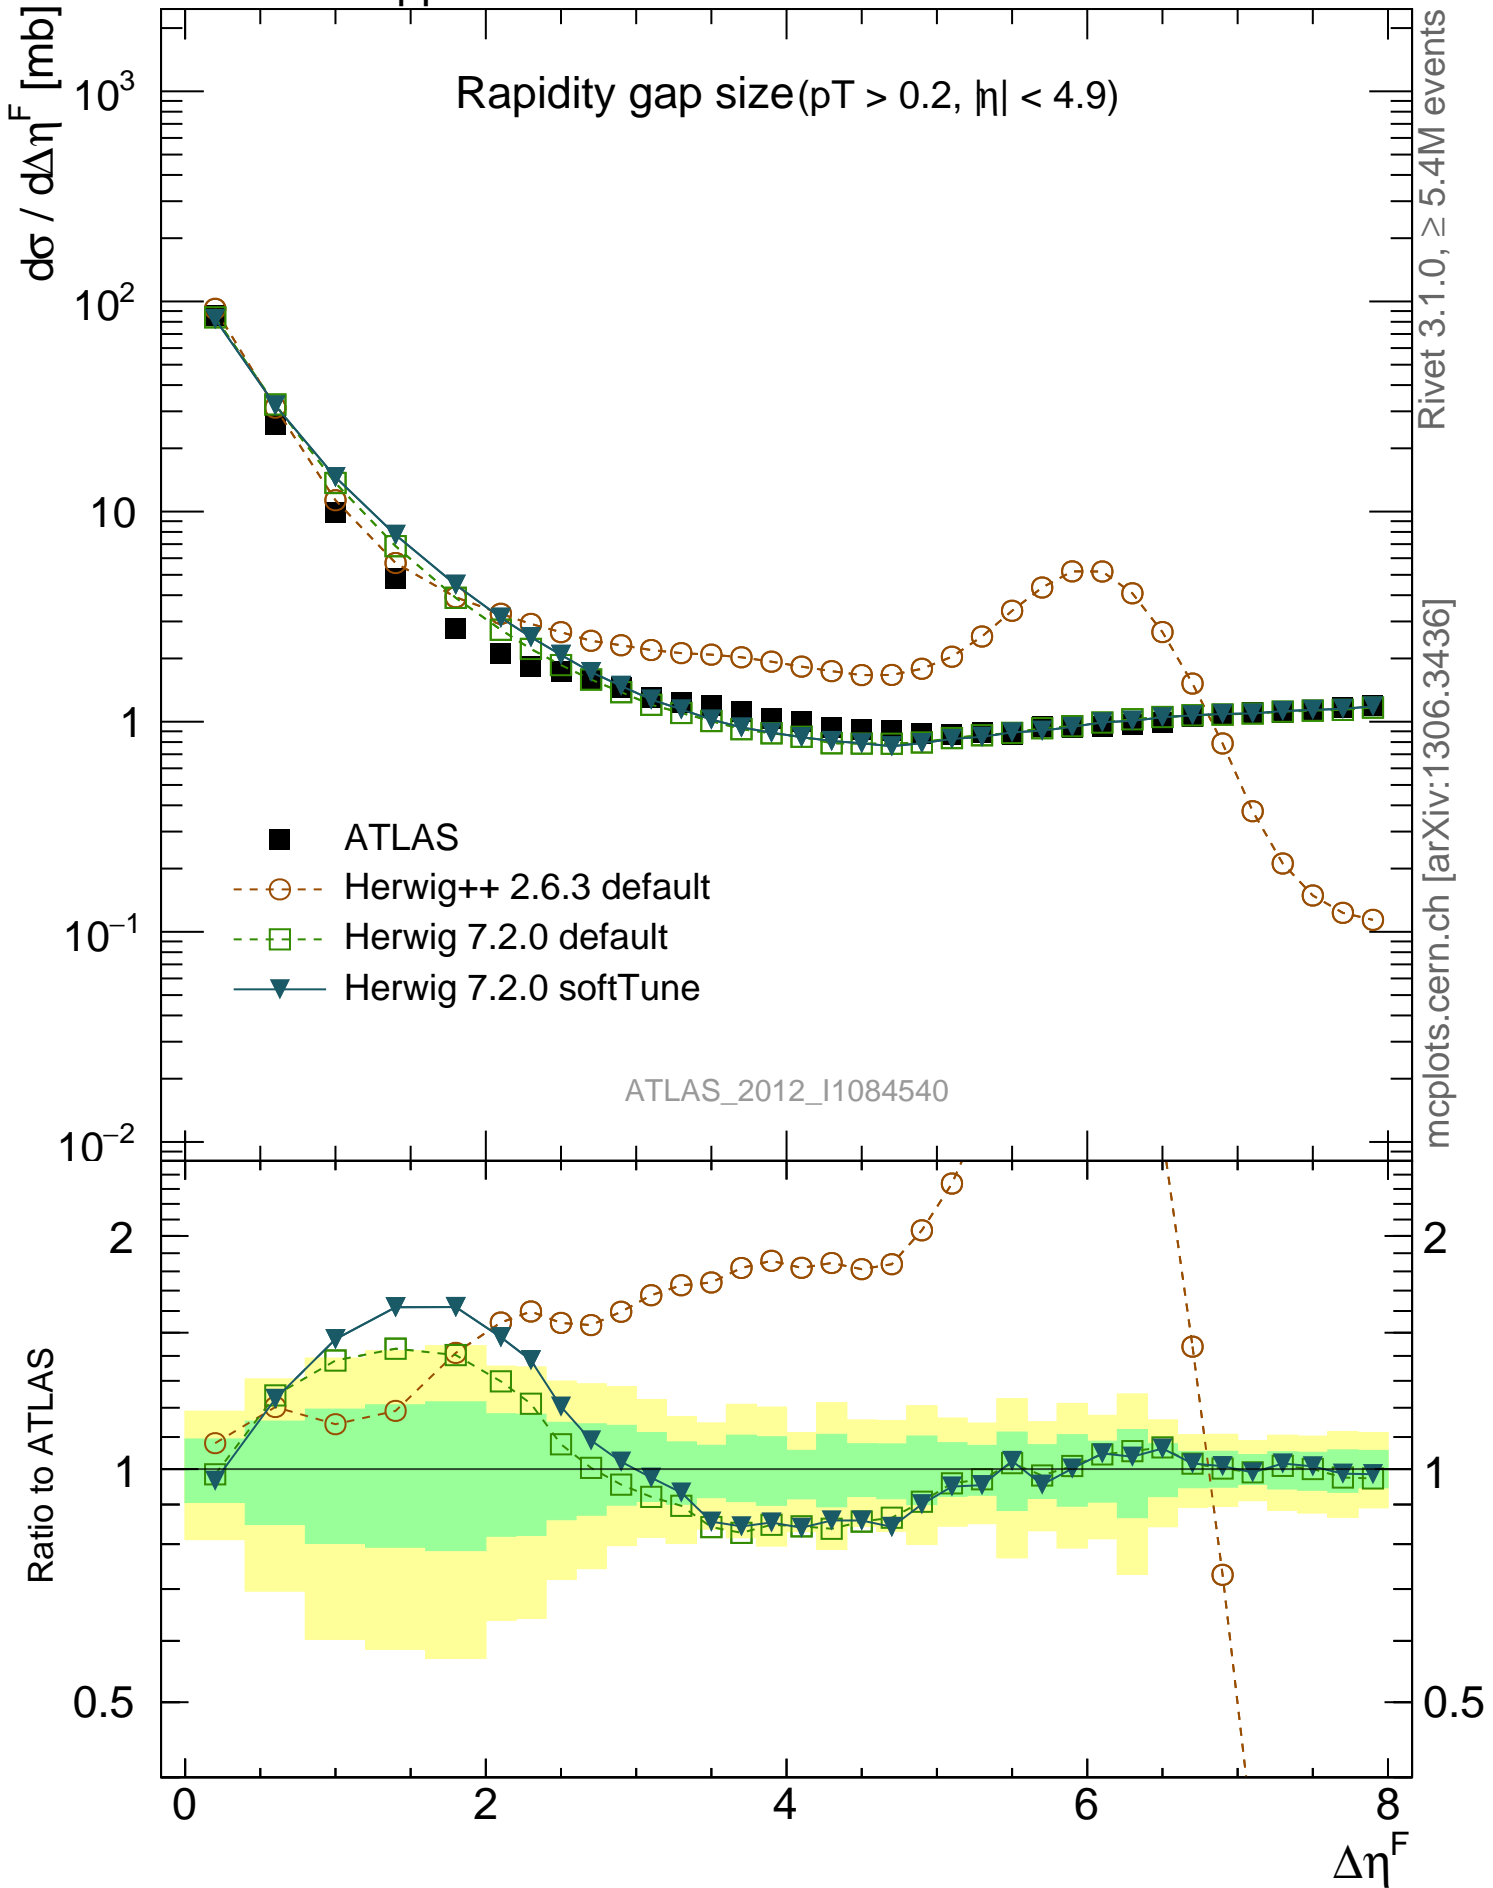 pp
Rapidity gap size(pT > 0.2, |η| < 4.9)
dσ / dΔη^F [mb]
10^3
10^2
10
1
10^−1
10^−2
ATLAS
Herwig++ 2.6.3 default
Herwig 7.2.0 default
Herwig 7.2.0 softTune
ATLAS_2012_I1084540
Rivet 3.1.0, ≥ 5.4M events
mcplots.cern.ch [arXiv:1306.3436]
Ratio to ATLAS
2
1
0.5
2
1
0.5
0 2 4 6 8
Δη^F